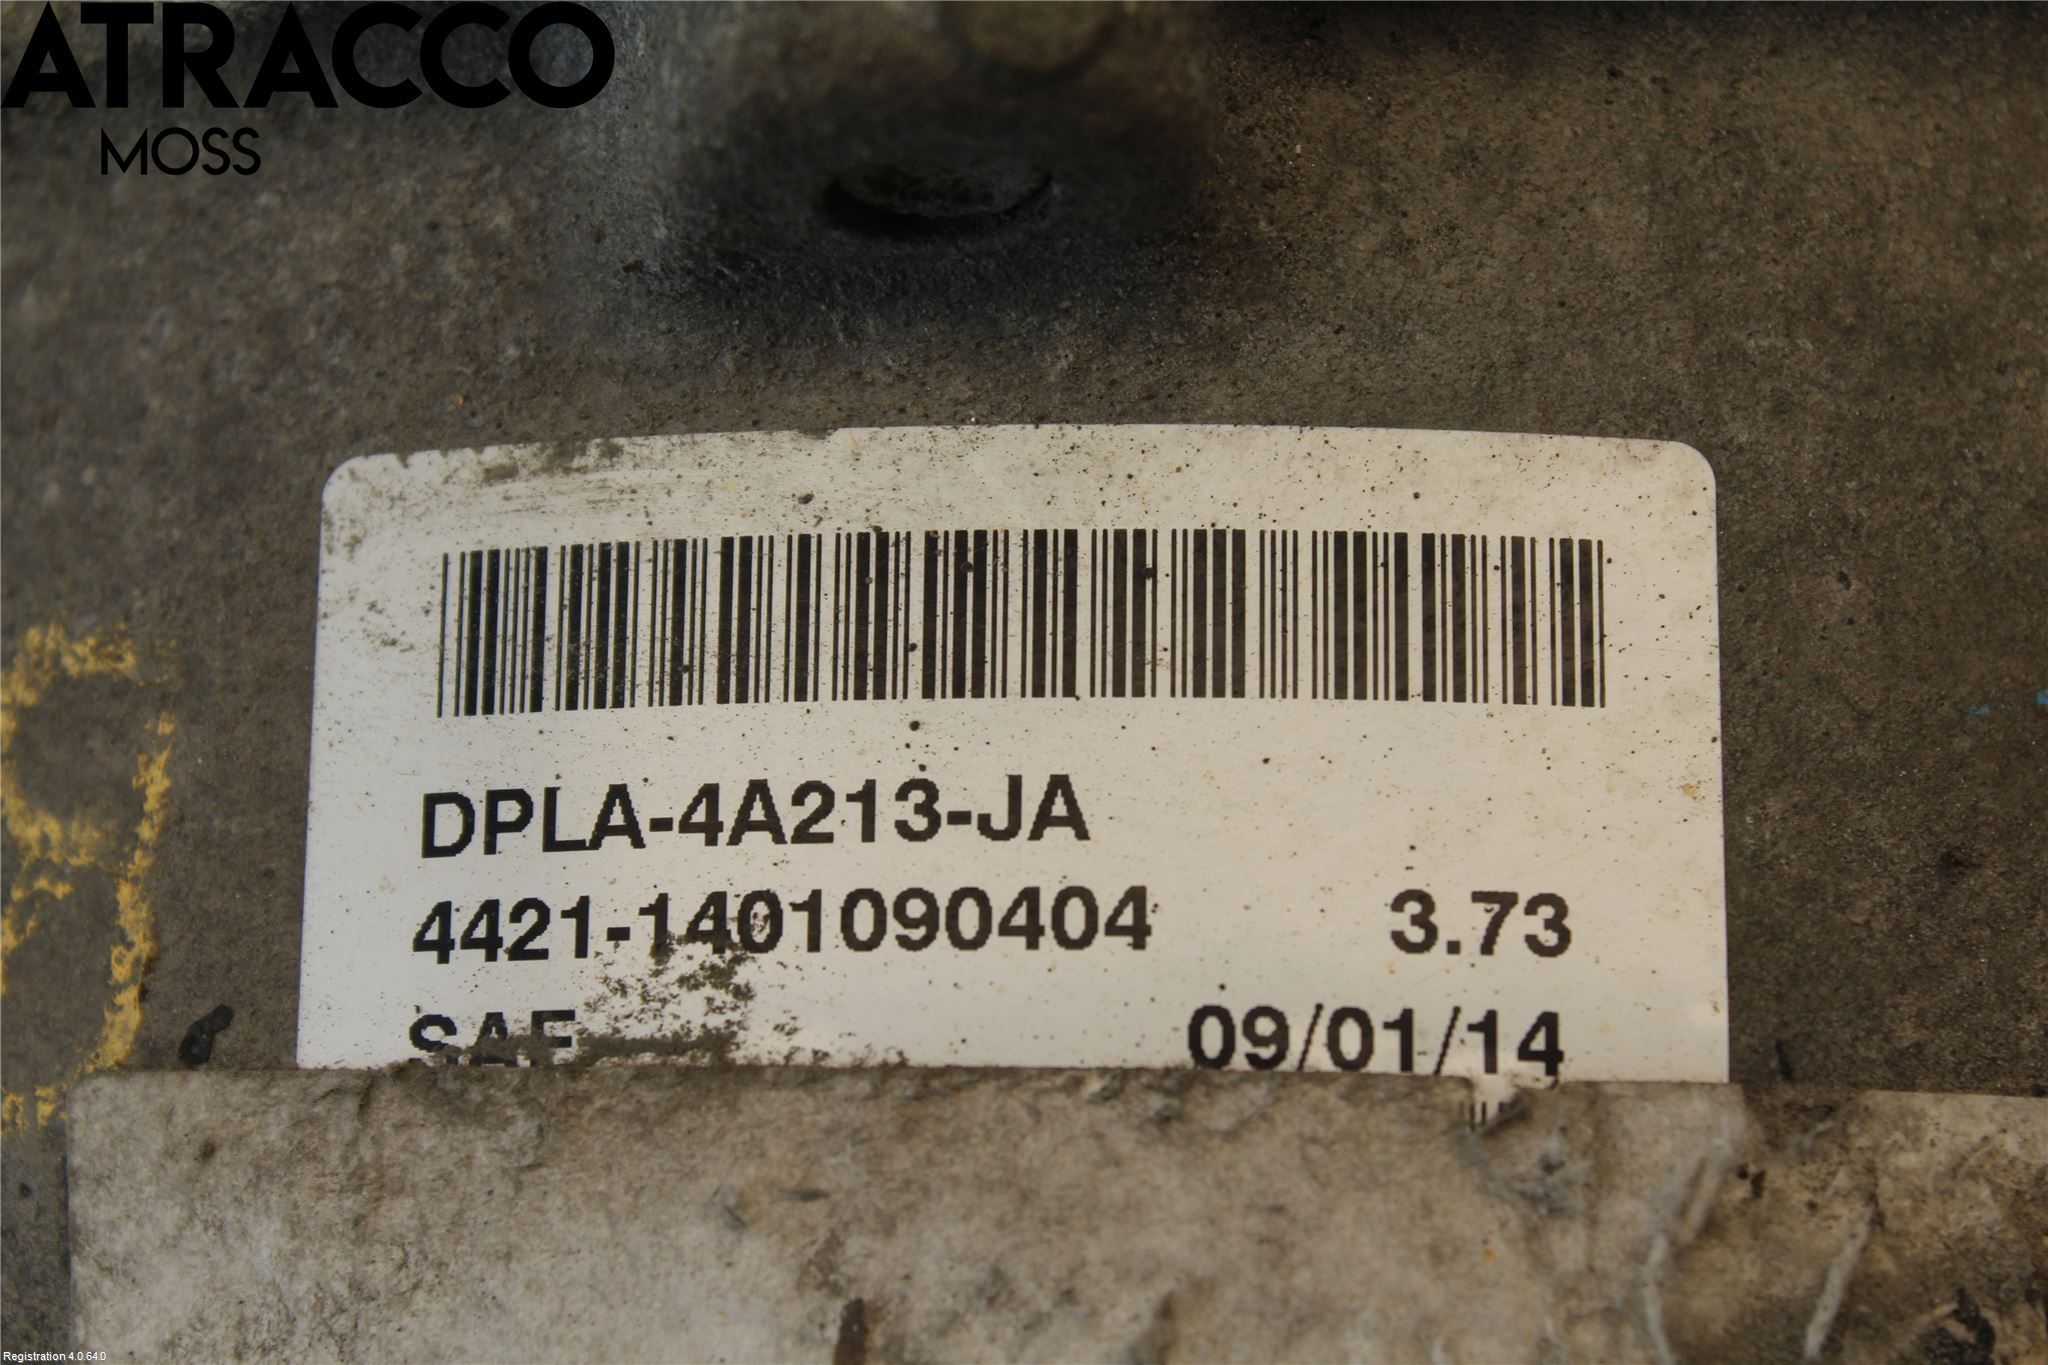 ATRACCO
MOSS
DPLA-4A213-JA
4421-1401090404 3.73
09/01/14
Registration 4.0.64.0